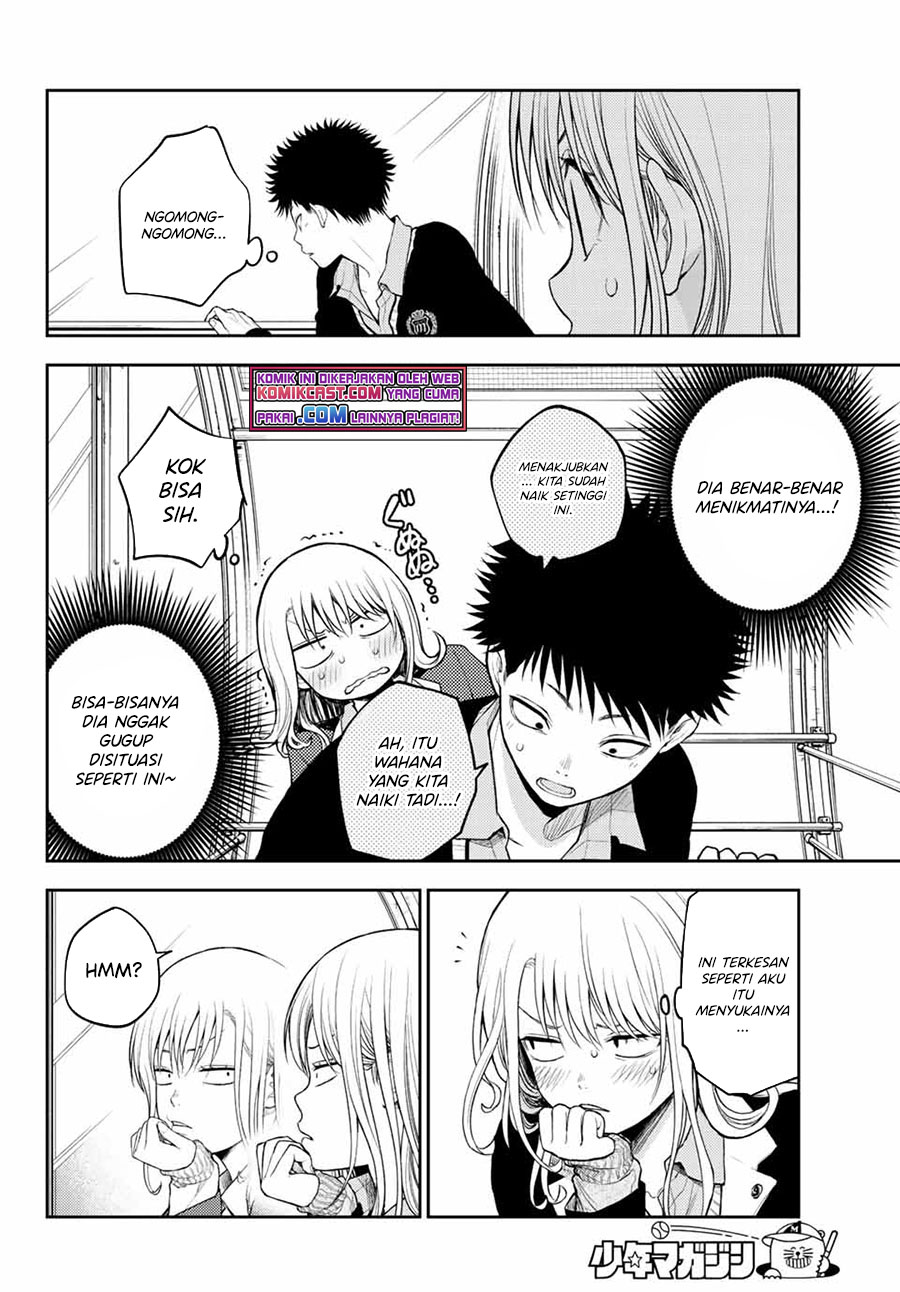 NGOMONG-
NGOMONG...
KOMIK INI DIKERJAKAN OLEH WEB
KOMIKCAST.COM YANG CUMA
PAKAI .COM LAINNYA PLAGIAT!
KOK
BISA
SIH.
MENAKJUBKAN
... KITA SUDAH
NAIK SETINGGI
INI.
DIA BENAR-BENAR
MENIKMATINYA...!
ぐぬぬ…
BISA-BISANYA
DIA NGGAK
GUGUP
DISITUASI
SEPERTI INI~
AH, ITU
WAHANA
YANG KITA
NAIKI TADI...!
HMM?
INI TERKESAN
SEPERTI AKU
ITU
MENYUKAINYA
...
少年マガジン
M